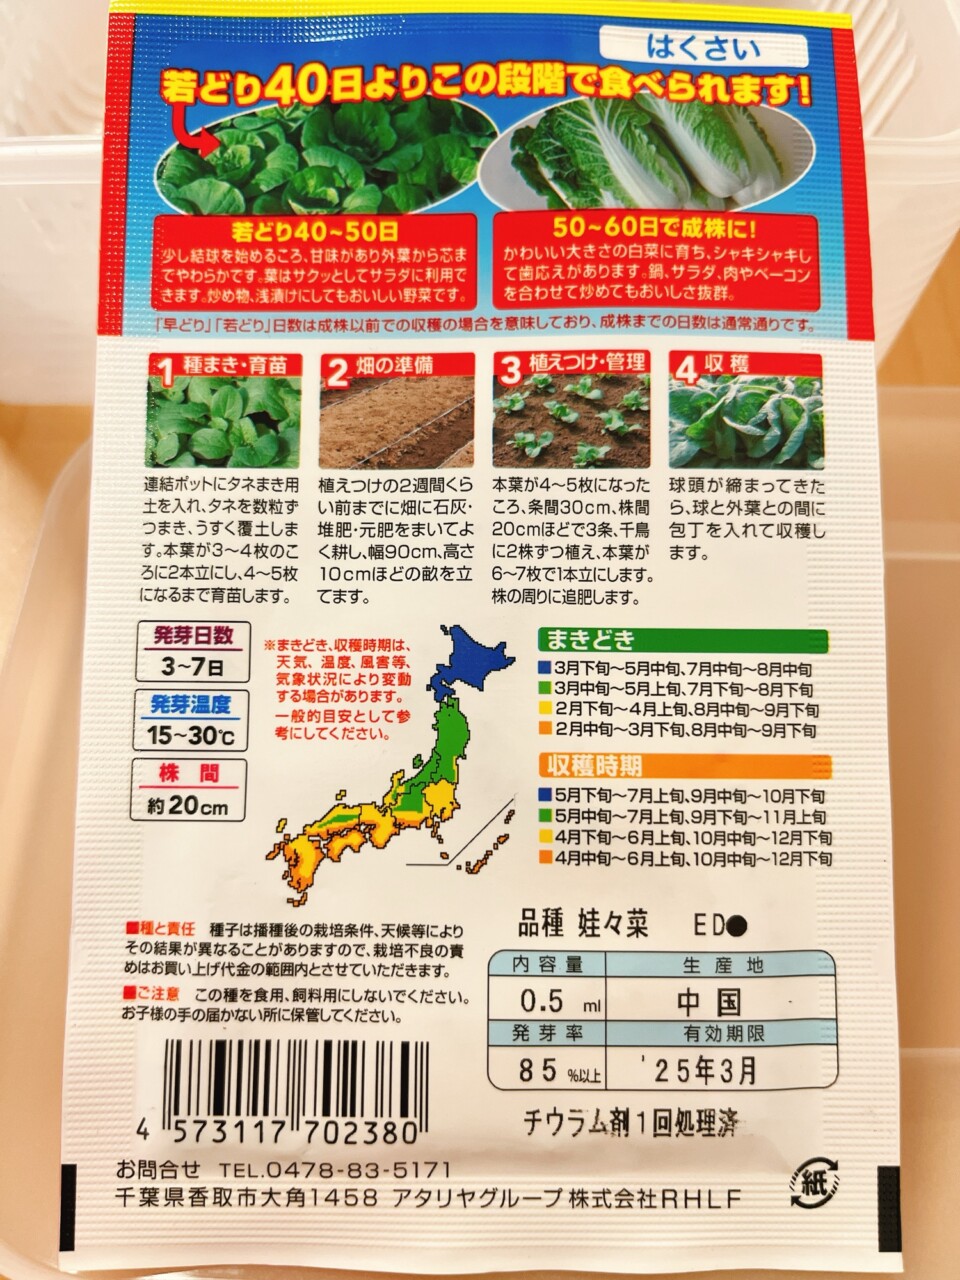 はくさい
若どり40日よりこの段階で食べられます!
若どり40~50日
少し結球を始めるころ、甘味があり外葉から芯ま
でやわらかです。葉はサクッとしてサラダに利用で
きます。炒め物、浅漬けにしてもおいしい野菜です。
50~60日で成株に!
かわいい大きさの白菜に育ち、シャキシャキし
て歯応えがあります。鍋、サラダ、肉やベーコン
を合わせて炒めてもおいしさ抜群。
「早どり」「若どり」日数は成株以前での収穫の場合を意味しており、成株までの日数は通常通りです。
1 種まき・育苗
連結ポットにタネまき用
土を入れ、タネを数粒ず
つまき、うすく覆土しま
す。本葉が3~4枚のこ
ろに2本立にし、4~5枚
になるまで育苗します。
2 畑の準備
植えつけの2週間くら
い前までに畑に石灰・
堆肥・元肥をまいてよ
く耕し、幅90cm、高さ
10cmほどの畝を立
てます。
3 植えつけ・管理
本葉が4~5枚になった
ころ、条間30cm、株間
20cmほどで3条、千鳥
に2株ずつ植え、本葉が
6~7枚で1本立にします。
株の周りに追肥します。
4 収穫
球頭が締まってきた
ら、球と外葉との間に
包丁を入れて収穫し
ます。
発芽日数
3~7日
発芽温度
15~30℃
株 間
約20cm
※まきどき、収穫時期は、
天気、温度、風害等、
気象状況により変動
する場合があります。
一般的目安として参
考にしてください。
まきどき
■3月下旬~5月中旬、7月中旬~8月中旬
■3月中旬~5月上旬、7月下旬~8月下旬
■2月下旬~4月上旬、8月中旬~9月下旬
■2月中旬~3月下旬、8月中旬~9月下旬
収穫時期
■5月下旬~7月上旬、9月中旬~10月下旬
■5月中旬~7月上旬、9月下旬~11月上旬
■4月下旬~6月上旬、10月中旬~12月下旬
■4月中旬~6月上旬、10月中旬~12月下旬
■種と責任 種子は播種後の栽培条件、天候等により
その結果が異なることがありますので、栽培不良の責
めはお買い上げ代金の範囲内とさせていただきます。
■ご注意 この種を食用、飼料用にしないでください。
お子様の手の届かない所に保管してください。
品種 娃々菜 ED●
内容量 生産地
0.5 ml 中国
発芽率 有効期限
85 %以上 '25年3月
チウラム剤1回処理済
4 573117 702380
お問合せ TEL.0478-83-5171
千葉県香取市大角1458 アタリヤグループ 株式会社RHLF
紙